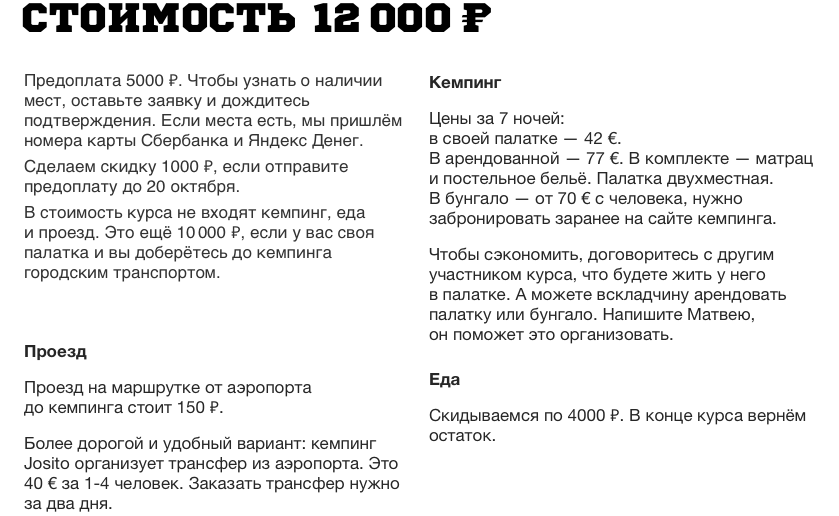 СТОИМОСТЬ 12 000 ₽
Предоплата 5000 ₽. Чтобы узнать о наличии
мест, оставьте заявку и дождитесь
подтверждения. Если места есть, мы пришлём
номера карты Сбербанка и Яндекс Денег.
Сделаем скидку 1000 ₽, если отправите
предоплату до 20 октября.
В стоимость курса не входят кемпинг, еда
и проезд. Это ещё 10 000 ₽, если у вас своя
палатка и вы доберётесь до кемпинга
городским транспортом.
Проезд
Проезд на маршрутке от аэропорта
до кемпинга стоит 150 ₽.
Более дорогой и удобный вариант: кемпинг
Josito организует трансфер из аэропорта. Это
40 € за 1-4 человек. Заказать трансфер нужно
за два дня.
Кемпинг
Цены за 7 ночей:
в своей палатке — 42 €.
В арендованной — 77 €. В комплекте — матрац
и постельное бельё. Палатка двухместная.
В бунгало — от 70 € с человека, нужно
забронировать заранее на сайте кемпинга.
Чтобы сэкономить, договоритесь с другим
участником курса, что будете жить у него
в палатке. А можете вскладчину арендовать
палатку или бунгало. Напишите Матвею,
он поможет это организовать.
Еда
Скидываемся по 4000 ₽. В конце курса вернём
остаток.